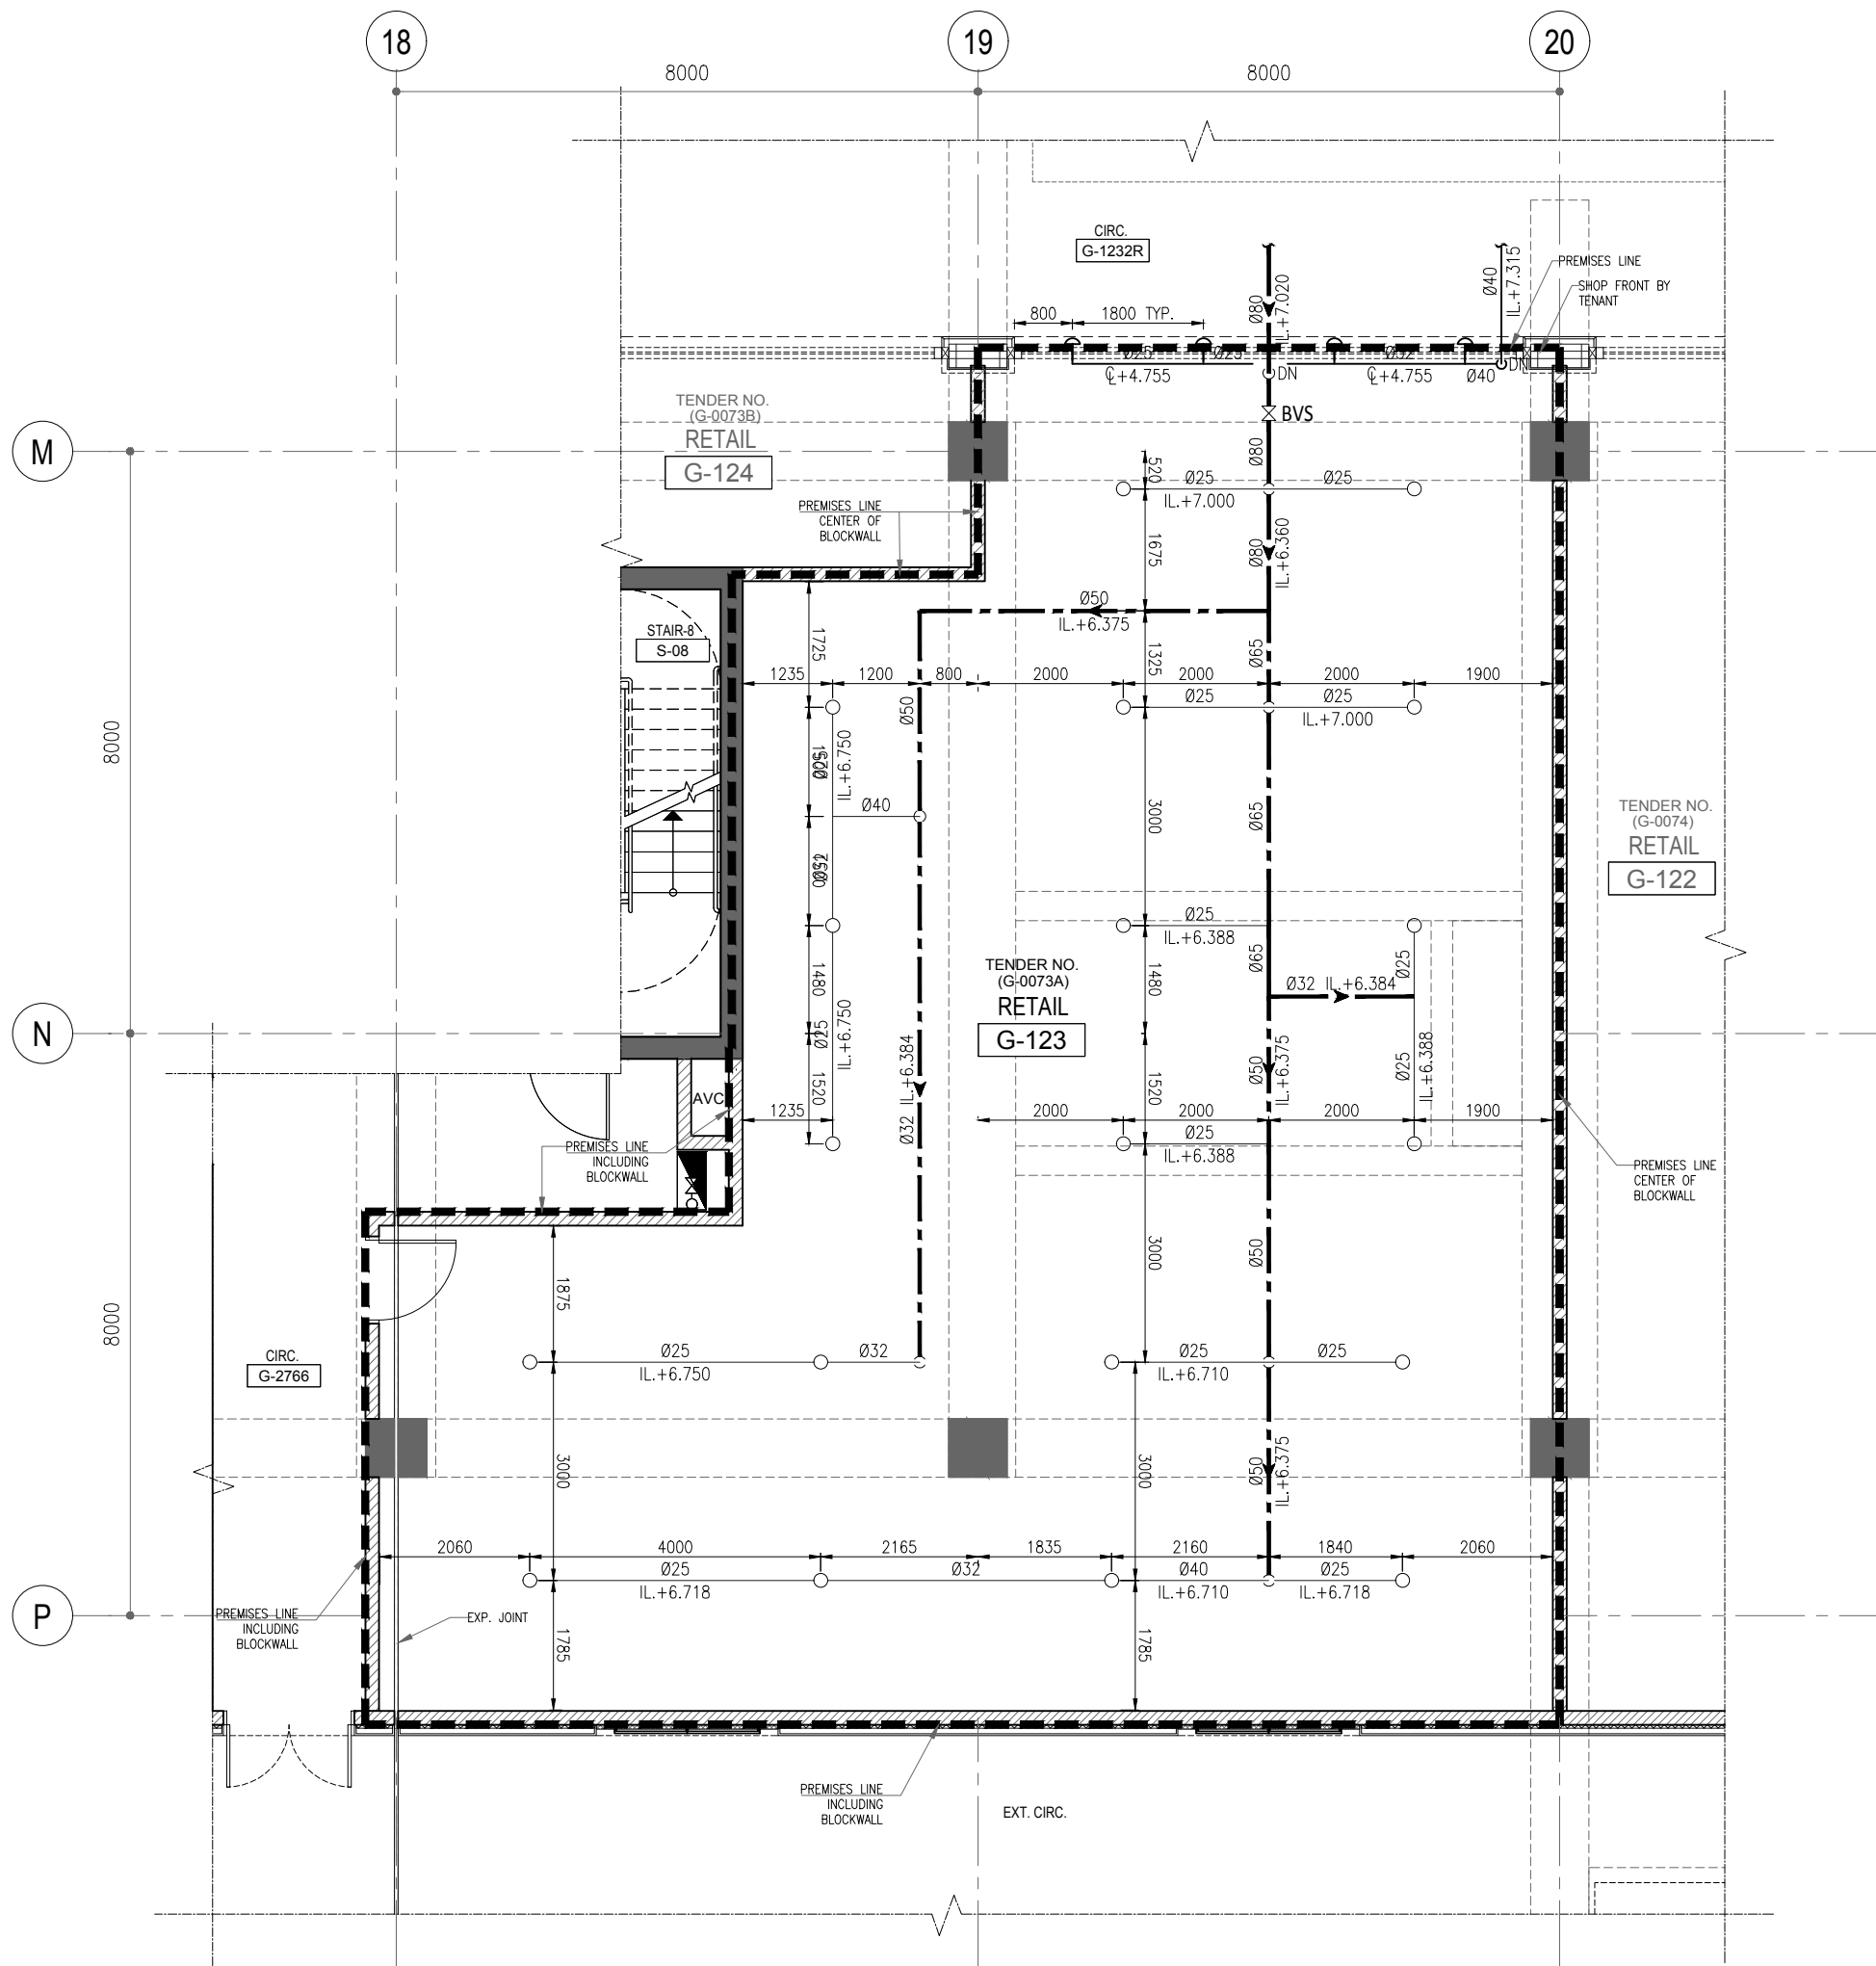 18
19
20
8000
8000
CIRC.
G-1232R
Ø80
IL.+7.020
Ø40
IL.+7.315
PREMISES LINE
SHOP FRONT BY
TENANT
800
1800 TYP.
Ø25
Ø25
Ø32
℄+4.755
DN
℄+4.755
Ø40
DN
BVS
TENDER NO.
(G-0073B)
RETAIL
G-124
M
520
Ø80
Ø25
Ø25
IL.+7.000
PREMISES LINE
CENTER OF
BLOCKWALL
1675
Ø80
IL.+6.360
Ø50
IL.+6.375
STAIR-8
S-08
1725
1325
Ø65
1235
1200
800
2000
2000
2000
1900
Ø50
Ø25
Ø25
IL.+7.000
8000
1500
Ø25
IL.+6.750
Ø40
3000
Ø65
TENDER NO.
(G-0074)
RETAIL
G-122
1500
Ø32
Ø25
IL.+6.388
1480
1480
Ø65
Ø25
TENDER NO.
(G-0073A)
RETAIL
G-123
Ø32 IL.+6.384
N
Ø25
IL.+6.750
1520
Ø32 IL.+6.384
1520
Ø50
IL.+6.375
Ø25
IL.+6.388
AVC
1235
2000
2000
2000
1900
Ø25
IL.+6.388
PREMISES LINE
INCLUDING
BLOCKWALL
PREMISES LINE
CENTER OF
BLOCKWALL
1875
3000
Ø50
8000
CIRC.
G-2766
Ø25
IL.+6.750
Ø32
Ø25
IL.+6.710
Ø25
3000
3000
Ø50
IL.+6.375
2060
4000
2165
1835
2160
1840
2060
Ø25
IL.+6.718
Ø32
Ø40
IL.+6.710
Ø25
IL.+6.718
P
PREMISES LINE
INCLUDING
BLOCKWALL
EXP. JOINT
1785
1785
PREMISES LINE
INCLUDING
BLOCKWALL
EXT. CIRC.